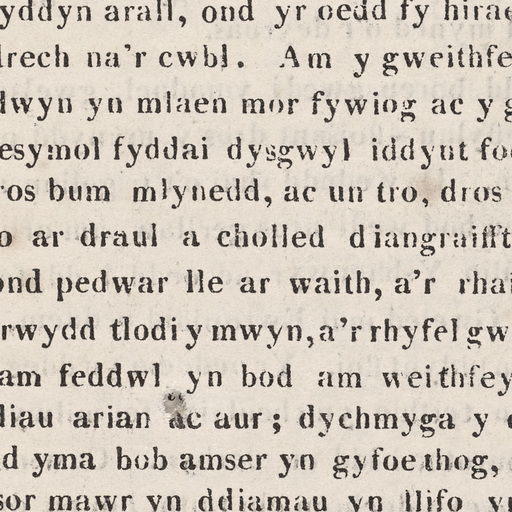 yddyn arall, ond yr oedd fy hirae
drech na'r cwbl. Am y gweithfe
dwyn yn mlaen mor fywiog ac y g
esymol fyddai dysgwyl iddynt fo
ros bum mlynedd, ac un tro, dros
o ar draul a cholled diangraifft
ond pedwar lle ar waith, a'r rha
rwydd tlodi y mwyn, a'r rhyfel gw
am feddwl yn bod am weithfey
diau arian ac aur; dychmyga y
d yma bob amser yn gyfoethog,
sor mawr yn ddiamau yn llifo y